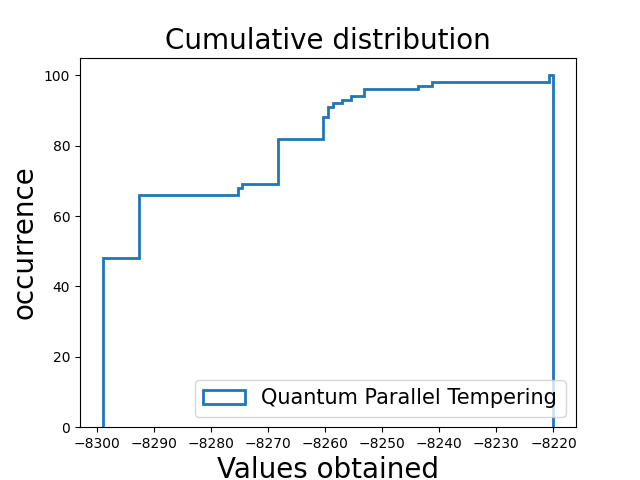 Cumulative distribution
100
80
60
40
20
0
occurrence
Quantum Parallel Tempering
−8300 −8290 −8280 −8270 −8260 −8250 −8240 −8230 −8220
Values obtained